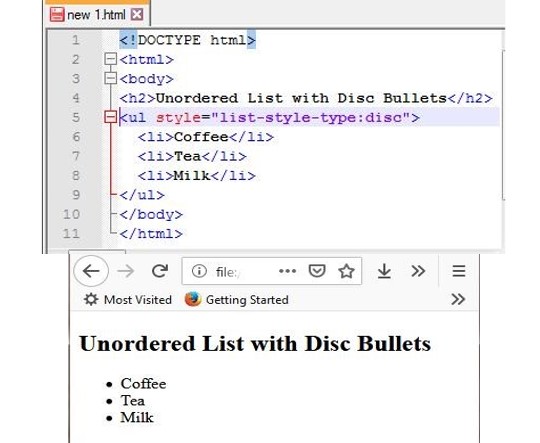 new 1.html
1 <!DOCTYPE html>
2 <html>
3 <body>
4 <h2>Unordered List with Disc Bullets</h2>
5 <ul style="list-style-type:disc">
6 <li>Coffee</li>
7 <li>Tea</li>
8 <li>Milk</li>
9 </ul>
10 </body>
11 </html>
file:/
Most Visited Getting Started
Unordered List with Disc Bullets
• Coffee
• Tea
• Milk